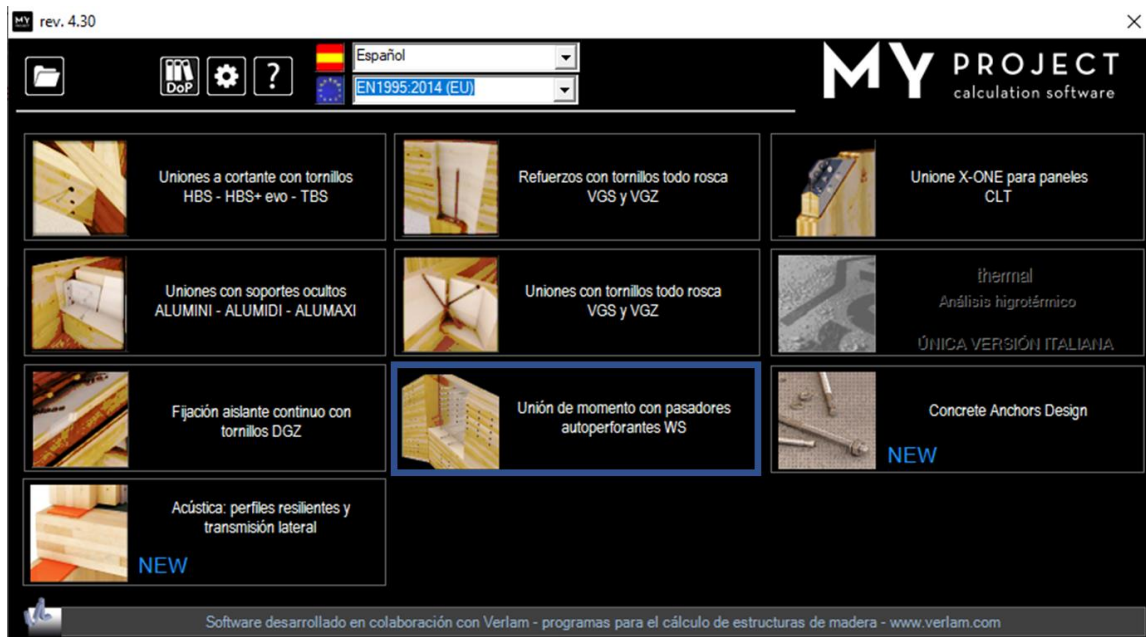 MY PROJECT rev. 4.30
DoP
?
Español
EN1995:2014 (EU)
MY PROJECT
calculation software
Uniones a cortante con tornillos
HBS - HBS+ evo - TBS
Refuerzos con tornillos todo rosca
VGS y VGZ
Unione X-ONE para paneles
CLT
Uniones con soportes ocultos
ALUMINI - ALUMIDI - ALUMAXI
Uniones con tornillos todo rosca
VGS y VGZ
thermal
Análisis higrotérmico
ÚNICA VERSIÓN ITALIANA
Fijación aislante continuo con
tornillos DGZ
Unión de momento con pasadores
autoperforantes WS
Concrete Anchors Design
NEW
Acústica: perfiles resilientes y
transmisión lateral
NEW
Software desarrollado en colaboración con Verlam - programas para el cálculo de estructuras de madera - www.verlam.com